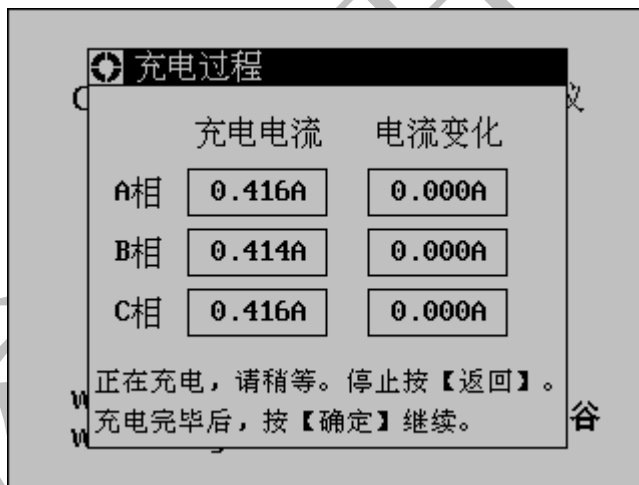 充电过程
充电电流 电流变化
A相 0.416A 0.000A
B相 0.414A 0.000A
C相 0.416A 0.000A
正在充电，请稍等。停止按【返回】。
充电完毕后，按【确定】继续。
谷